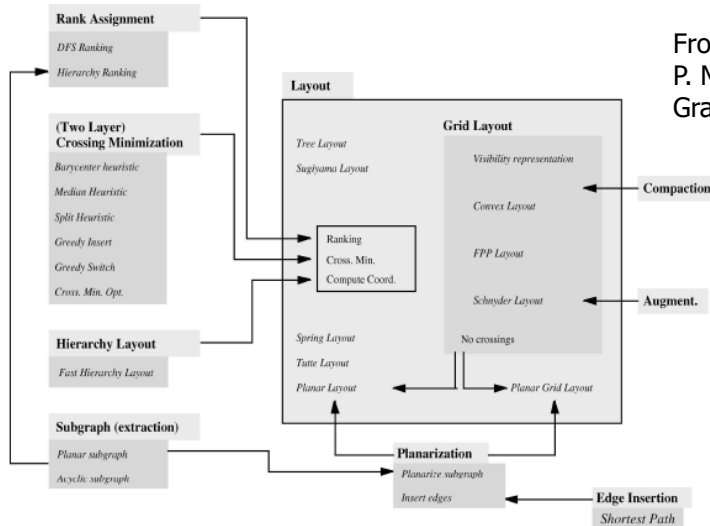 Rank Assignment
DFS Ranking
Hierarchy Ranking
(Two Layer)
Crossing Minimization
Barycenter heuristic
Median Heuristic
Split Heuristic
Greedy Insert
Greedy Switch
Cross. Min. Opt.
Hierarchy Layout
Fast Hierarchy Layout
Subgraph (extraction)
Planar subgraph
Acyclic subgraph
Layout
Tree Layout
Sugiyama Layout
Ranking
Cross. Min.
Compute Coord.
Spring Layout
Tutte Layout
Planar Layout
Grid Layout
Visibility representation
Convex Layout
FPP Layout
Schnyder Layout
No crossings
Planar Grid Layout
Planarization
Planarize subgraph
Insert edges
Compaction
Augment.
Edge Insertion
Shortest Path
P.